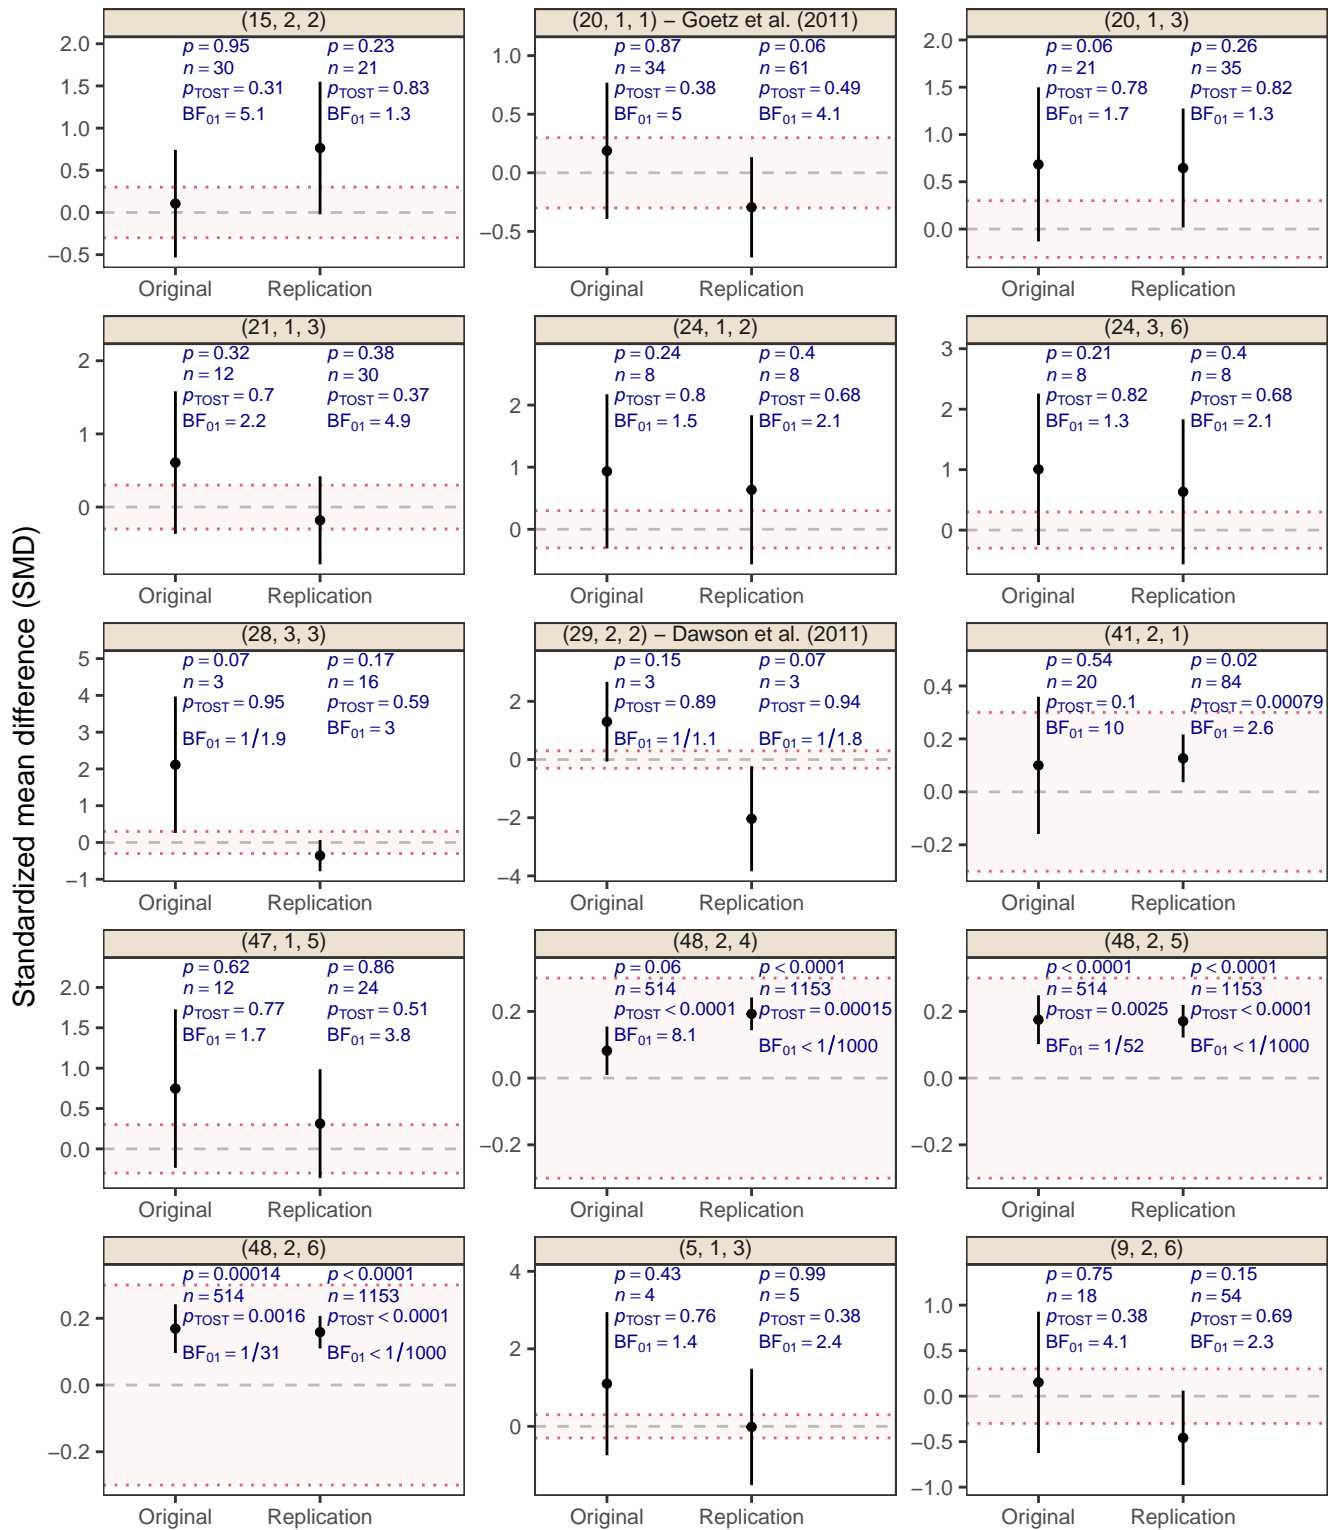 Standardized mean difference (SMD)
(15, 2, 2)
2.0
1.5
1.0
0.5
0.0
−0.5
p = 0.95
n = 30
pTOST = 0.31
BF01 = 5.1
p = 0.23
n = 21
pTOST = 0.83
BF01 = 1.3
Original Replication
(20, 1, 1) − Goetz et al. (2011)
1.0
0.5
0.0
−0.5
p = 0.87
n = 34
pTOST = 0.38
BF01 = 5
p = 0.06
n = 61
pTOST = 0.49
BF01 = 4.1
Original Replication
(20, 1, 3)
2.0
1.5
1.0
0.5
0.0
p = 0.06
n = 21
pTOST = 0.78
BF01 = 1.7
p = 0.26
n = 35
pTOST = 0.82
BF01 = 1.3
Original Replication
(21, 1, 3)
2
1
0
p = 0.32
n = 12
pTOST = 0.7
BF01 = 2.2
p = 0.38
n = 30
pTOST = 0.37
BF01 = 4.9
Original Replication
(24, 1, 2)
2
1
0
p = 0.24
n = 8
pTOST = 0.8
BF01 = 1.5
p = 0.4
n = 8
pTOST = 0.68
BF01 = 2.1
Original Replication
(24, 3, 6)
3
2
1
0
p = 0.21
n = 8
pTOST = 0.82
BF01 = 1.3
p = 0.4
n = 8
pTOST = 0.68
BF01 = 2.1
Original Replication
(28, 3, 3)
5
4
3
2
1
0
−1
p = 0.07
n = 3
pTOST = 0.95
BF01 = 1/1.9
p = 0.17
n = 16
pTOST = 0.59
BF01 = 3
Original Replication
(29, 2, 2) − Dawson et al. (2011)
2
0
−2
−4
p = 0.15
n = 3
pTOST = 0.89
BF01 = 1/1.1
p = 0.07
n = 3
pTOST = 0.94
BF01 = 1/1.8
Original Replication
(41, 2, 1)
0.4
0.2
0.0
−0.2
p = 0.54
n = 20
pTOST = 0.1
BF01 = 10
p = 0.02
n = 84
pTOST = 0.00079
BF01 = 2.6
Original Replication
(47, 1, 5)
2.0
1.5
1.0
0.5
0.0
p = 0.62
n = 12
pTOST = 0.77
BF01 = 1.7
p = 0.86
n = 24
pTOST = 0.51
BF01 = 3.8
Original Replication
(48, 2, 4)
0.2
0.0
−0.2
p = 0.06
n = 514
pTOST < 0.0001
BF01 = 8.1
p < 0.0001
n = 1153
pTOST = 0.00015
BF01 < 1/1000
Original Replication
(48, 2, 5)
0.2
0.0
−0.2
p < 0.0001
n = 514
pTOST = 0.0025
BF01 = 1/52
p < 0.0001
n = 1153
pTOST < 0.0001
BF01 < 1/1000
Original Replication
(48, 2, 6)
0.2
0.0
−0.2
p = 0.00014
n = 514
pTOST = 0.0016
BF01 = 1/31
p < 0.0001
n = 1153
pTOST < 0.0001
BF01 < 1/1000
Original Replication
(5, 1, 3)
4
2
0
p = 0.43
n = 4
pTOST = 0.76
BF01 = 1.4
p = 0.99
n = 5
pTOST = 0.38
BF01 = 2.4
Original Replication
(9, 2, 6)
1.0
0.5
0.0
−0.5
−1.0
p = 0.75
n = 18
pTOST = 0.38
BF01 = 4.1
p = 0.15
n = 54
pTOST = 0.69
BF01 = 2.3
Original Replication